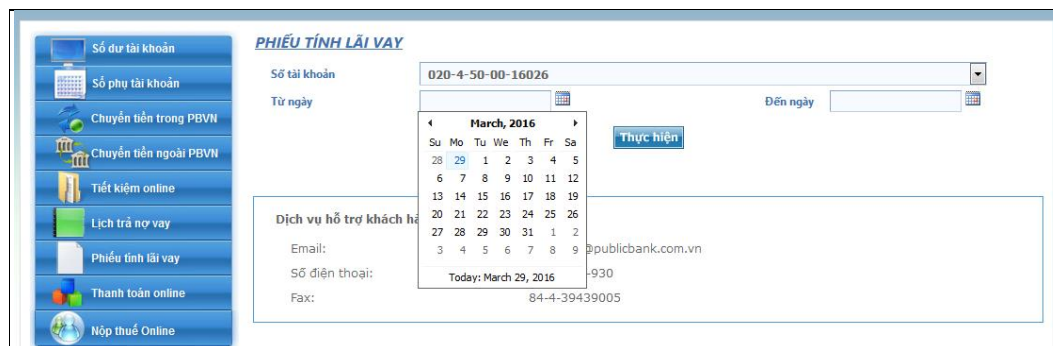 Số dư tài khoản
Sổ phụ tài khoản
Chuyển tiền trong PBVN
Chuyển tiền ngoài PBVN
Tiết kiệm online
Lịch trả nợ vay
Phiếu tính lãi vay
Thanh toán online
Nộp thuế Online
PHIẾU TÍNH LÃI VAY
Số tài khoản 020-4-50-00-16026
Từ ngày Đến ngày
Thực hiện
March, 2016
Su Mo Tu We Th Fr Sa
28 29 1 2 3 4 5
6 7 8 9 10 11 12
13 14 15 16 17 18 19
20 21 22 23 24 25 26
27 28 29 30 31 1 2
3 4 5 6 7 8 9
Today: March 29, 2016
Dịch vụ hỗ trợ khách
Email: @publicbank.com.vn
Số điện thoại: -930
Fax: 84-4-39439005